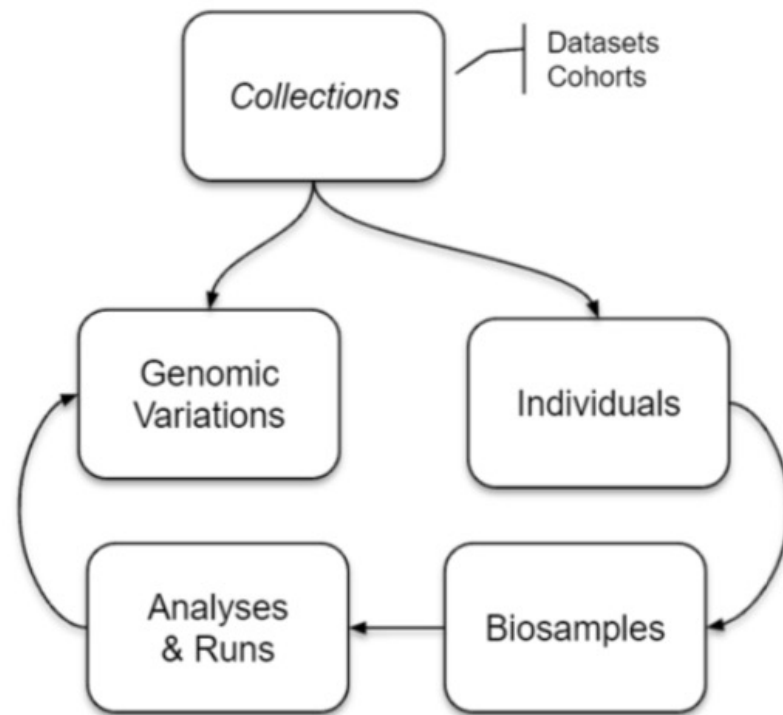 Collections
Datasets
Cohorts
Genomic
Variations
Individuals
Analyses
& Runs
Biosamples